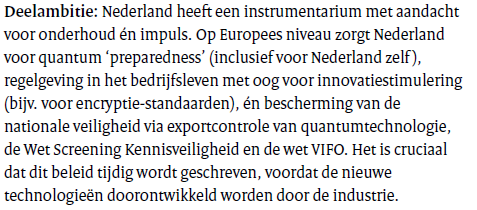 Deelambitie: Nederland heeft een instrumentarium met aandacht
voor onderhoud én impuls. Op Europees niveau zorgt Nederland
voor quantum ‘preparedness’ (inclusief voor Nederland zelf),
regelgeving in het bedrijfsleven met oog voor innovatiestimulering
(bijv. voor encryptie-standaarden), én bescherming van de
nationale veiligheid via exportcontrole van quantumtechnologie,
de Wet Screening Kennisveiligheid en de wet VIFO. Het is cruciaal
dat dit beleid tijdig wordt geschreven, voordat de nieuwe
technologieën doorontwikkeld worden door de industrie.